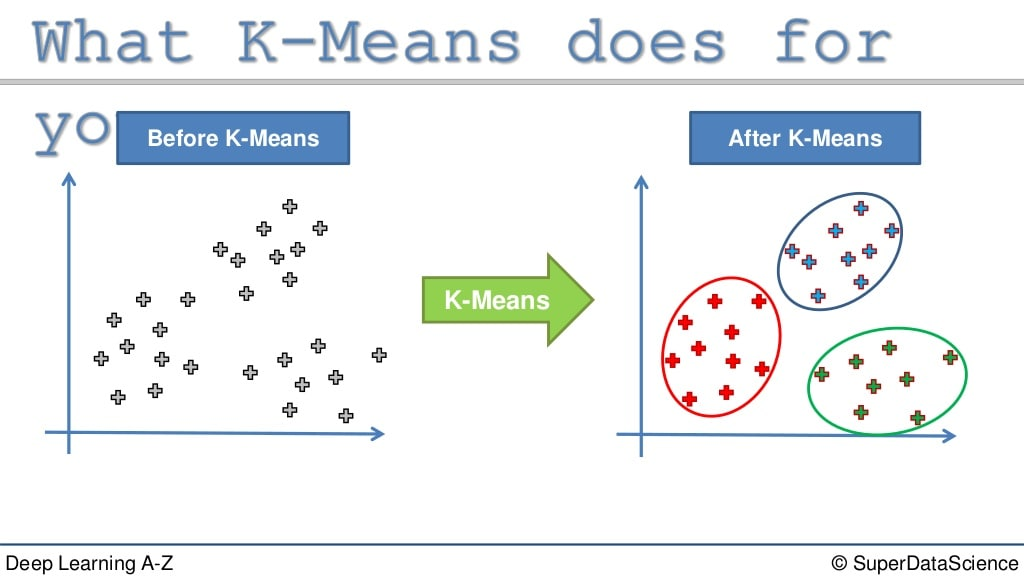 What K-Means does for
yo
Before K-Means
After K-Means
K-Means
Deep Learning A-Z
© SuperDataScience